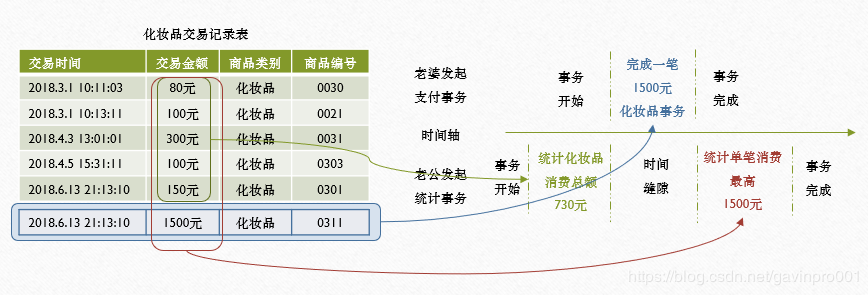 化妆品交易记录表
交易时间 交易金额 商品类别 商品编号
2018.3.1 10:11:03 80元 化妆品 0030
2018.3.1 10:13:11 100元 化妆品 0021
2018.4.3 13:01:01 300元 化妆品 0031
2018.4.5 15:31:11 100元 化妆品 0303
2018.6.13 21:13:10 150元 化妆品 0301
2018.6.13 21:13:10 1500元 化妆品 0311
老婆发起
支付事务
事务
开始
完成一笔
1500元
化妆品事务
事务
完成
时间轴
老公发起
统计事务
事务
开始
统计化妆品
消费总额
730元
时间
缝隙
统计单笔消费
最高
1500元
事务
完成
https://blog.csdn.net/gavinpro001